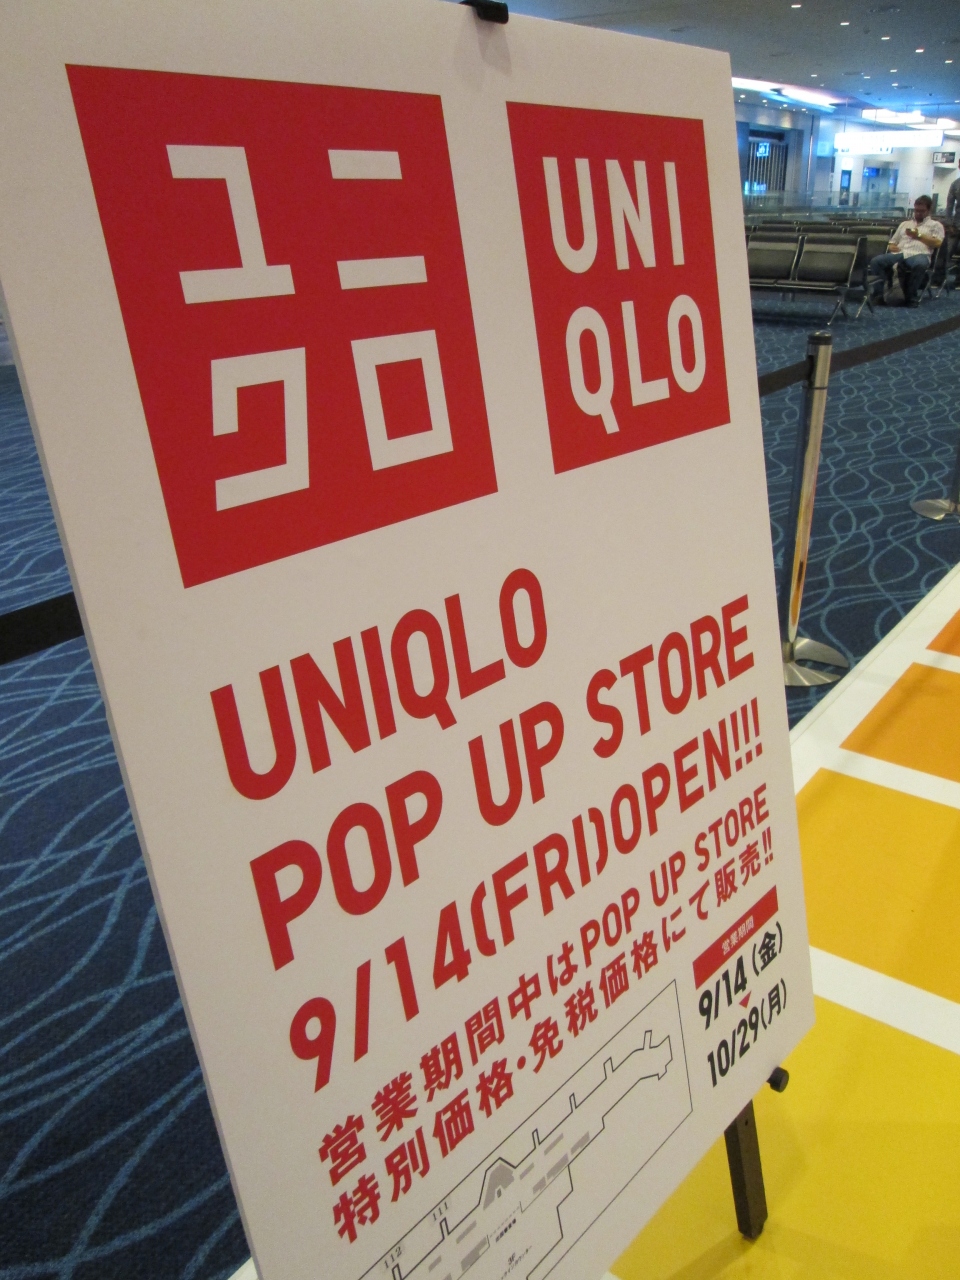 ユニ
クロ
UNI
QLO
UNIQLO
POP UP STORE
9/14(FRI)OPEN!!!
営業期間中はPOP UP STORE
特別価格・免税価格にて販売!!
営業期間
9/14(金)
10/29(月)
111
112